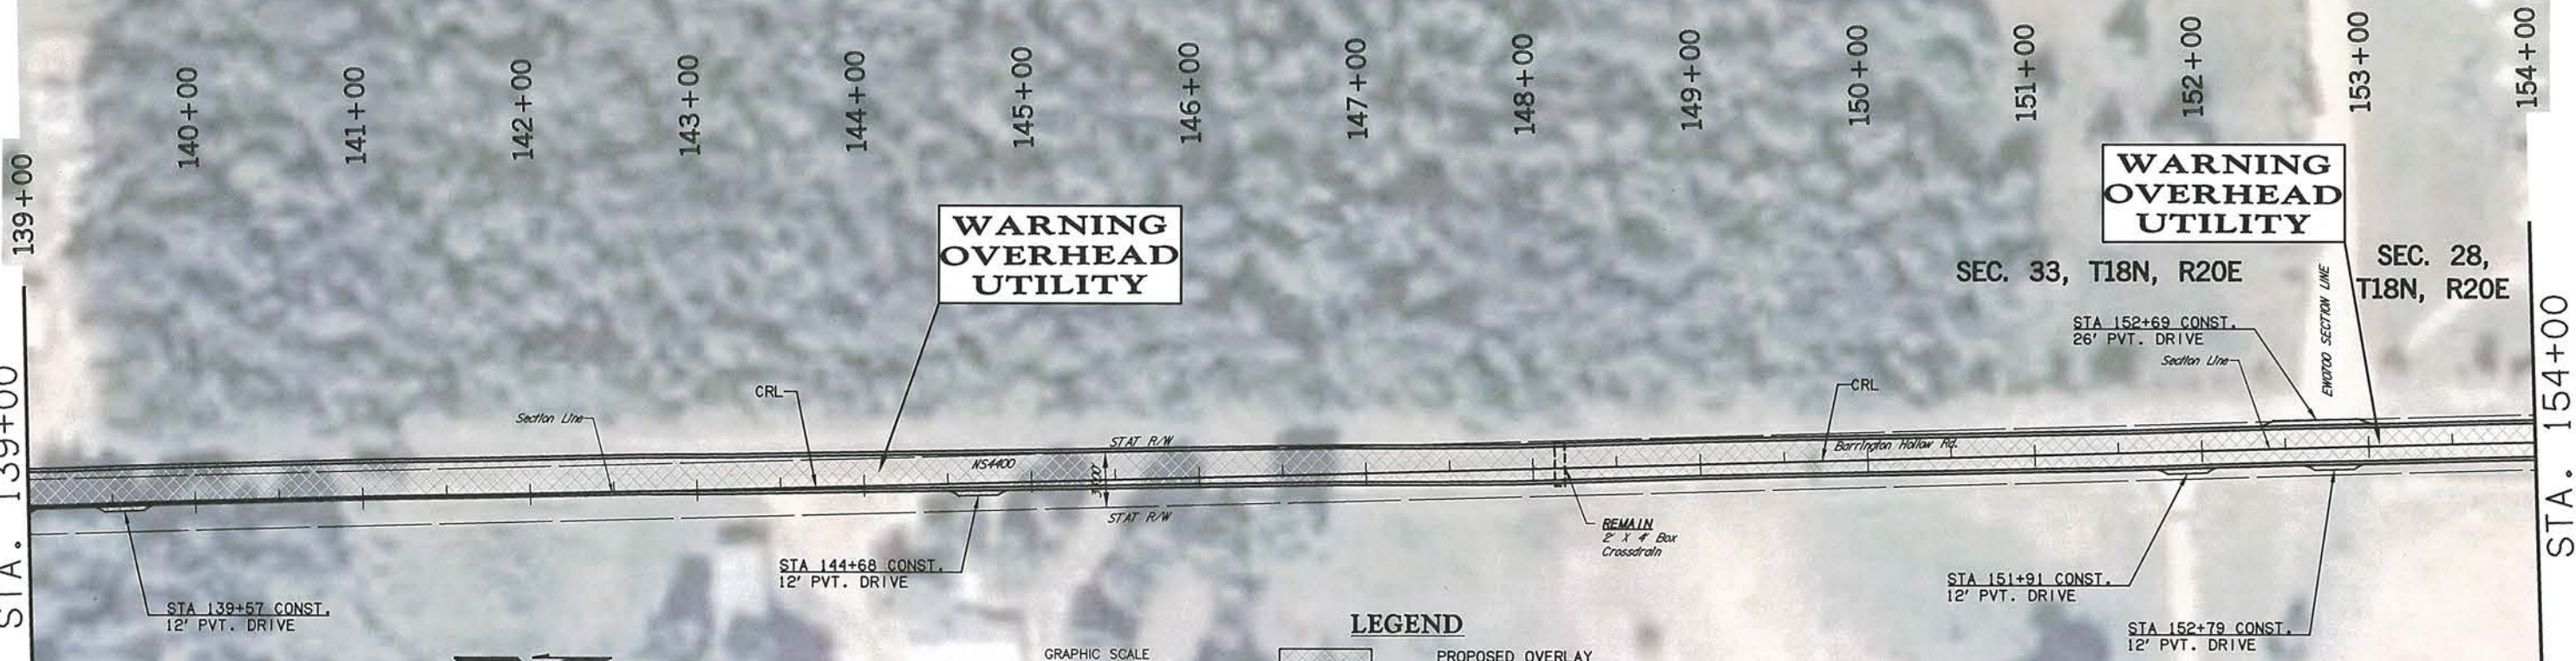 139+00
140+00
141+00
142+00
143+00
144+00
145+00
146+00
147+00
148+00
149+00
150+00
151+00
152+00
153+00
154+00
WARNING
OVERHEAD
UTILITY
WARNING
OVERHEAD
UTILITY
SEC. 33, T18N, R20E
SEC. 28,
T18N, R20E
EW0700 SECTION LINE
STA 152+69 CONST.
26' PVT. DRIVE
Section Line
STA. 139+00
STA. 154+00
Section Line
CRL
CRL
STAT R/W
NS4400
Barrington Hollow Rd.
STAT R/W
REMAIN
2' X 4' Box
Crossdrain
STA 139+57 CONST.
12' PVT. DRIVE
STA 144+68 CONST.
12' PVT. DRIVE
STA 151+91 CONST.
12' PVT. DRIVE
STA 152+79 CONST.
12' PVT. DRIVE
LEGEND
GRAPHIC SCALE
PROPOSED OVERLAY